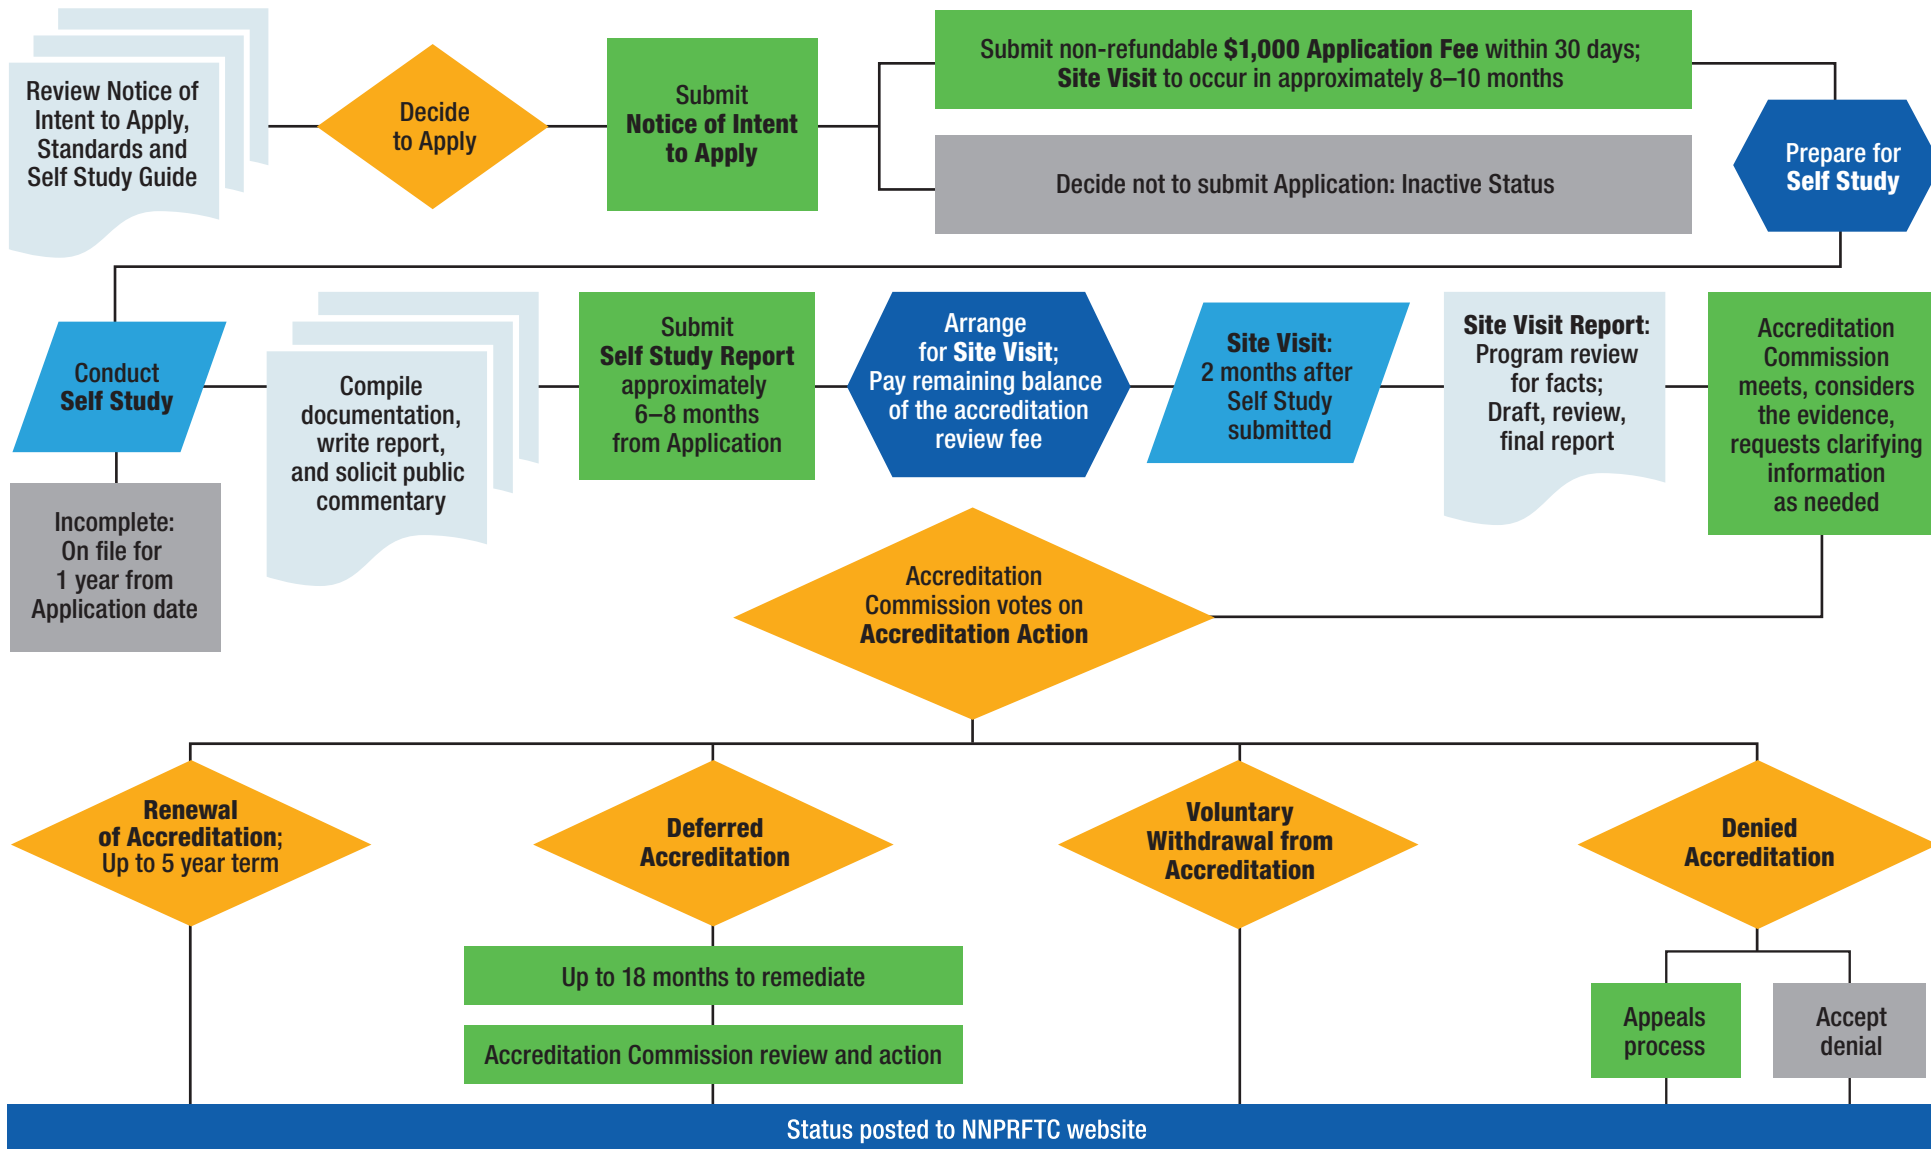 Review Notice of
Intent to Apply,
Standards and
Self Study Guide
Decide
to Apply
Submit
Notice of Intent
to Apply
Submit non-refundable $1,000 Application Fee within 30 days;
Site Visit to occur in approximately 8–10 months
Decide not to submit Application: Inactive Status
Prepare for
Self Study
Conduct
Self Study
Incomplete:
On file for
1 year from
Application date
Compile
documentation,
write report,
and solicit public
commentary
Submit
Self Study Report
approximately
6–8 months
from Application
Arrange
for Site Visit;
Pay remaining balance
of the accreditation
review fee
Site Visit:
2 months after
Self Study
submitted
Site Visit Report:
Program review
for facts;
Draft, review,
final report
Accreditation
Commission
meets, considers
the evidence,
requests clarifying
information
as needed
Accreditation
Commission votes on
Accreditation Action
Renewal
of Accreditation;
Up to 5 year term
Deferred
Accreditation
Up to 18 months to remediate
Accreditation Commission review and action
Voluntary
Withdrawal from
Accreditation
Denied
Accreditation
Appeals
process
Accept
denial
Status posted to NNPRFTC website